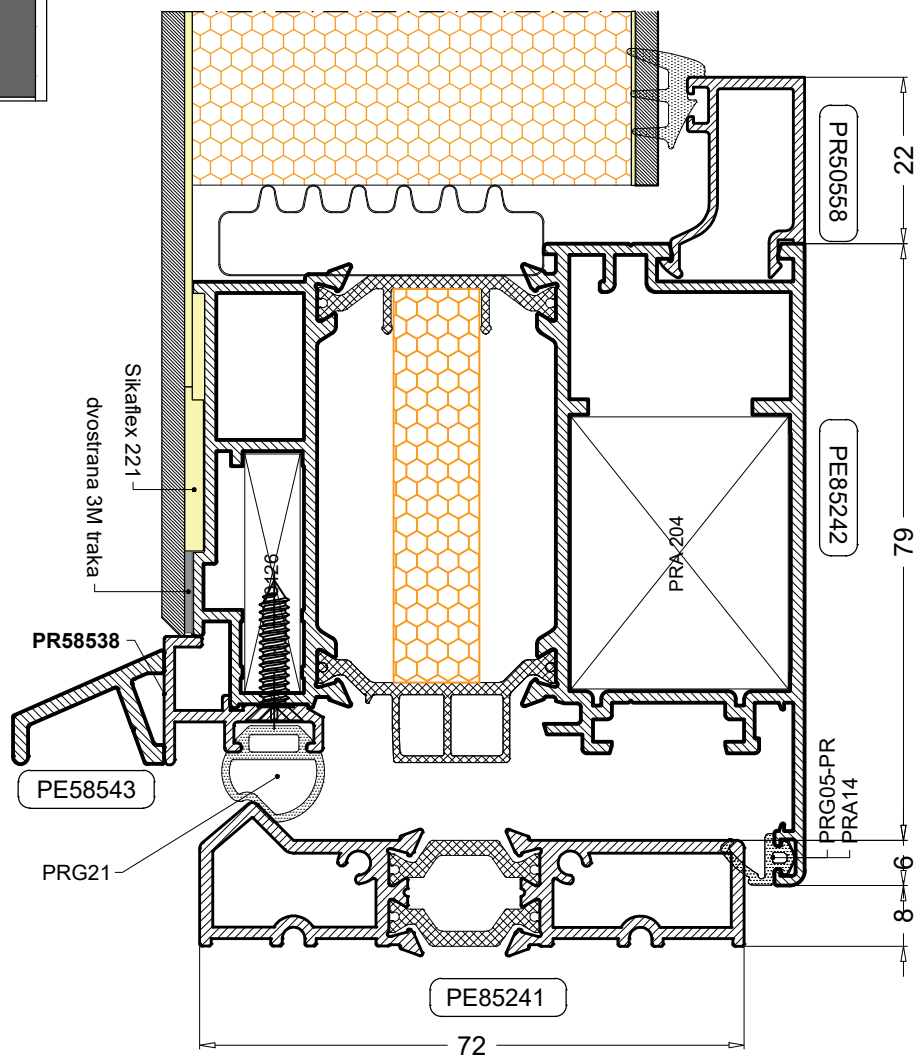 PR50558
22
PE85242
79
Sikaflex 221
dvostrana 3M traka
PRA 204
PR58538
PE58543
PRG21
PRG05-PR
PRA14
6
8
PE85241
72